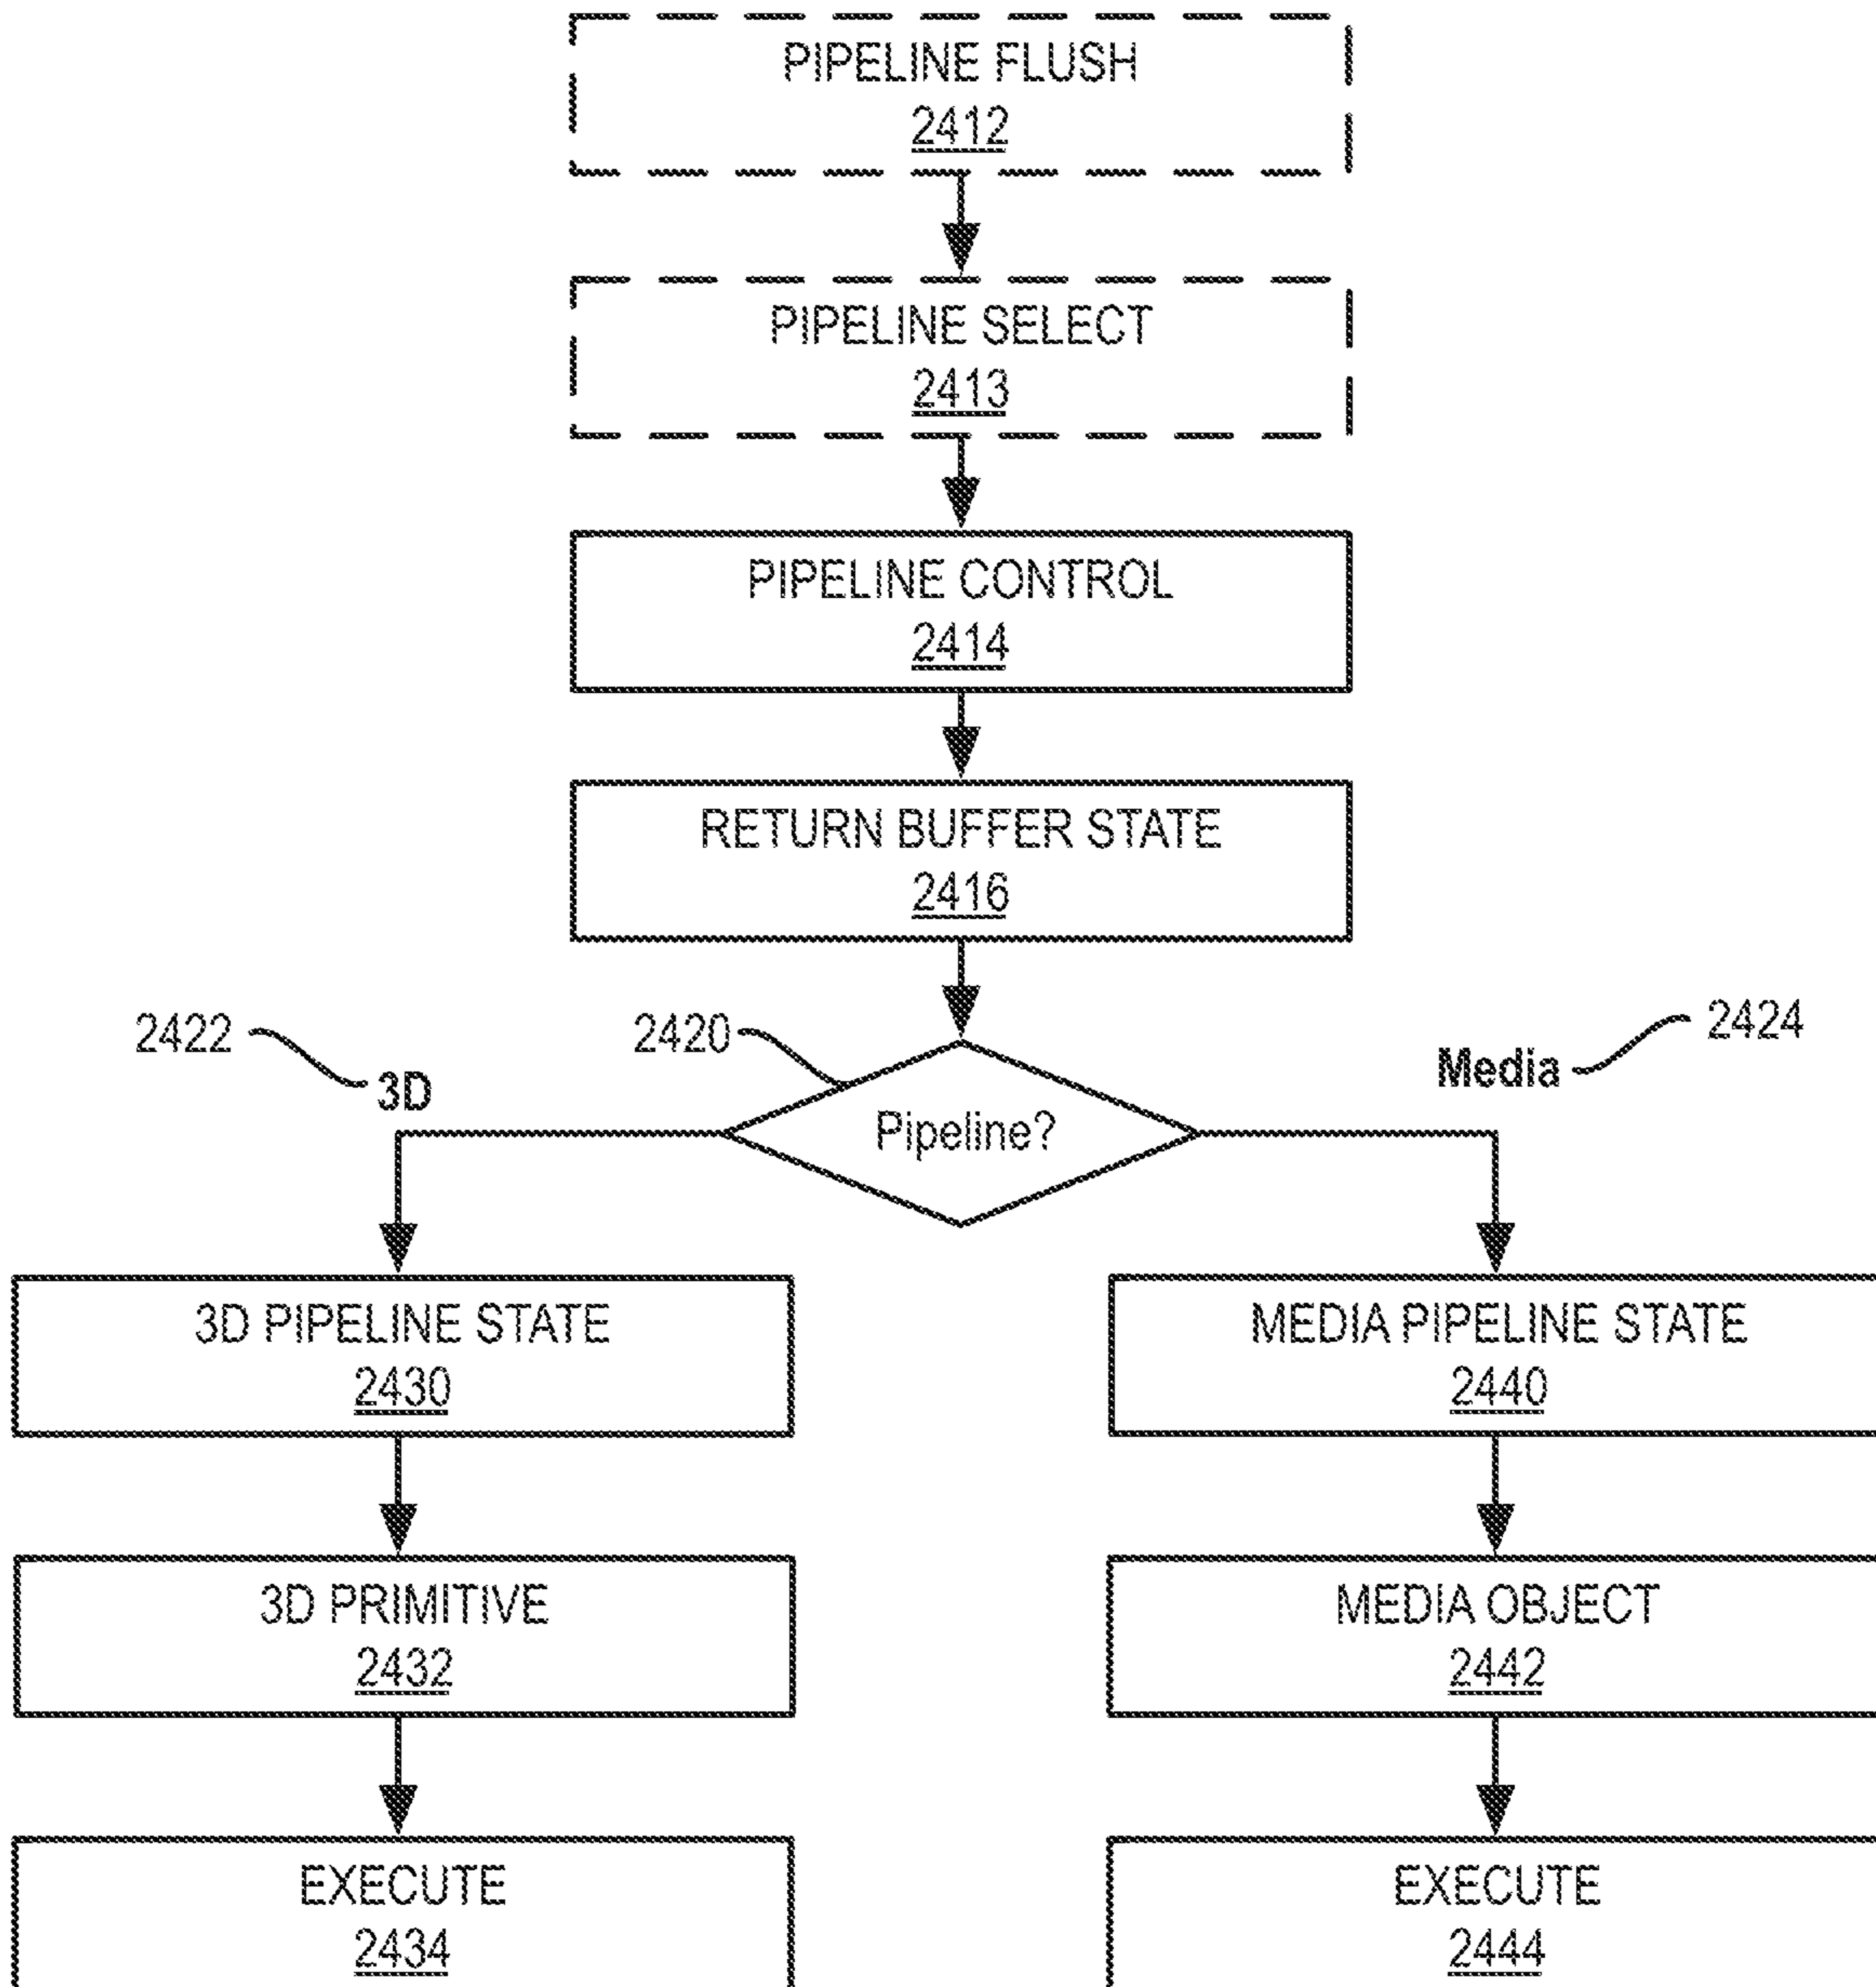 PIPELINE FLUSH
2412
PIPELINE SELECT
2413
PIPELINE CONTROL
2414
RETURN BUFFER STATE
2416
2422
3D
2420
Pipeline?
Media
2424
3D PIPELINE STATE
2430
MEDIA PIPELINE STATE
2440
3D PRIMITIVE
2432
MEDIA OBJECT
2442
EXECUTE
2434
EXECUTE
2444